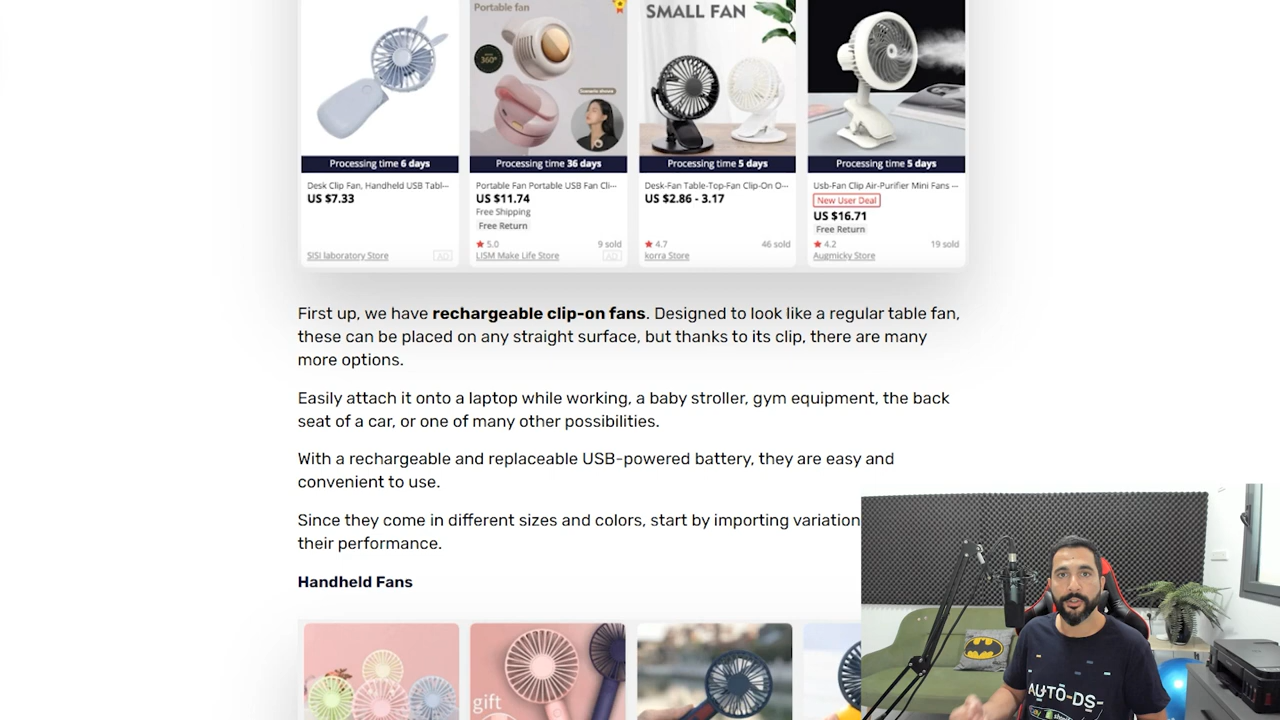 Portable fan
360°
SMALL FAN
Processing time 6 days
Processing time 36 days
Processing time 5 days
Processing time 5 days
Desk Clip Fan, Handheld USB Tabl···
US $7.33
SISI laboratory Store
AD
Portable Fan Portable USB Fan Cli···
US $11.74
Free Shipping
Free Return
5.0
9 sold
LISM Make Life Store
AD
Desk-Fan Table-Top-Fan Clip-On O···
US $2.86 - 3.17
4.7
46 sold
korra Store
Usb-Fan Clip Air-Purifier Mini Fans ···
New User Deal
US $16.71
Free Return
4.2
19 sold
Augmicky Store
First up, we have rechargeable clip-on fans. Designed to look like a regular table fan,
these can be placed on any straight surface, but thanks to its clip, there are many
more options.
Easily attach it onto a laptop while working, a baby stroller, gym equipment, the back
seat of a car, or one of many other possibilities.
With a rechargeable and replaceable USB-powered battery, they are easy and
convenient to use.
Since they come in different sizes and colors, start by importing variation
their performance.
Handheld Fans
gift
AUTO-DS-